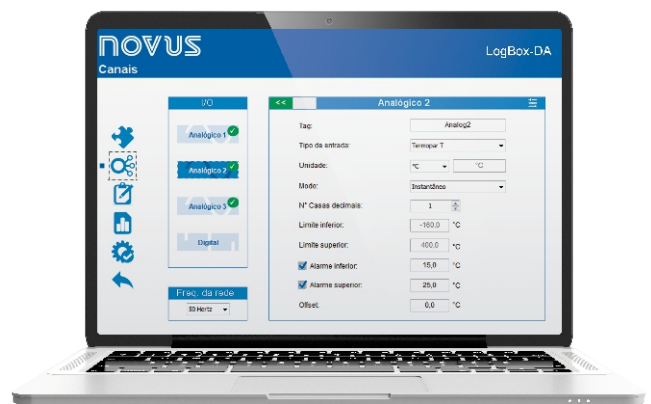 NOVUS
LogBox-DA
Canais
I/O
Analógico 1
Analógico 2
Analógico 3
Digital
Freq. da rede
50 Hertz
<<
Analógico 2
Tag: Analog2
Tipo da entrada: Termopar T
Unidade: °C °C
Modo: Instantâneo
N° Casas decimais: 1
Limite inferior: -160,0 °C
Limite superior: 400,0 °C
Alarme inferior: 15,0 °C
Alarme superior: 25,0 °C
Offset: 0,0 °C